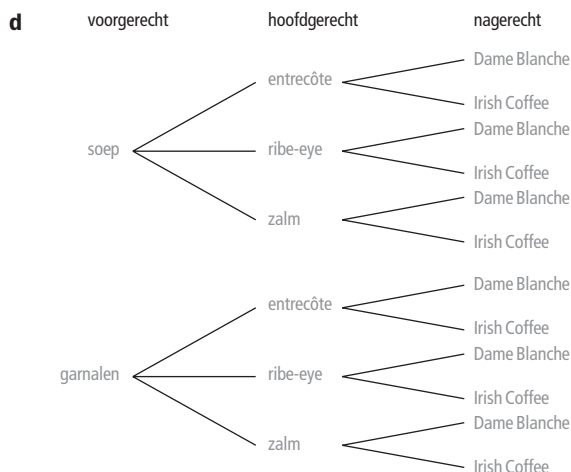 d voorgerecht hoofdgerecht nagerecht
Dame Blanche
entrecôte
Irish Coffee
Dame Blanche
soep ribe-eye
Irish Coffee
Dame Blanche
zalm
Irish Coffee
Dame Blanche
entrecôte
Irish Coffee
Dame Blanche
garnalen ribe-eye
Irish Coffee
Dame Blanche
zalm
Irish Coffee